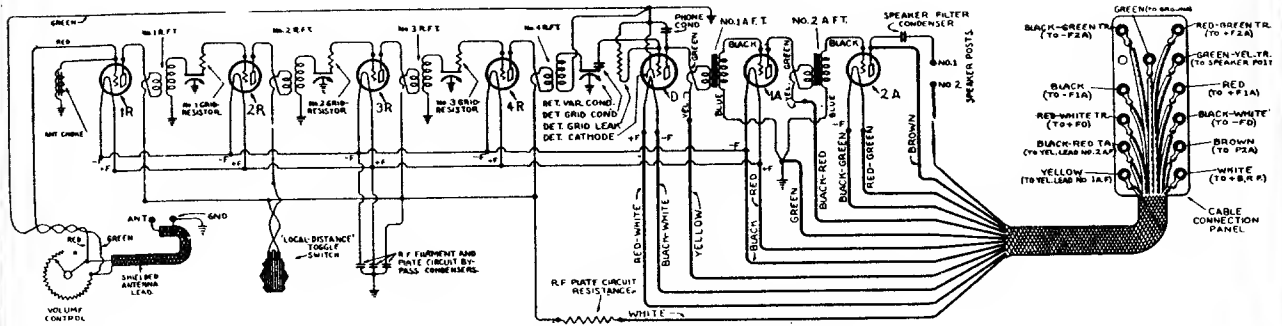 GREEN
RED
ANT CHOKE
1R
No 1 R.F.T.
No 1 GRID-
RESISTOR
2R
No 2 R.F.T.
No 2 GRID-
RESISTOR
3R
No 3 R.F.T.
No 3 GRID-
RESISTOR
4R
No 4 R.F.T.
PHONE
COND
DET. VAR. COND.
DET. GRID COND
DET. GRID LEAK
DET. CATHODE
D
GREEN
YEL
NO.1 A F.T.
BLACK
BLUE
GREEN
YEL
1A
NO.2 A F.T.
BLACK
BLUE
2A
SPEAKER FILTER
CONDENSER
NO.1
NO 2
SPEAKER POSTS
-F
+F
-F
+F
-F
+F
-F
+F
+F
-F
-F
+F
-F
RED-WHITE
BLACK-WHITE
YELLOW
BLACK
RED
GREEN
BLACK-RED
BLACK-GREEN
RED-GREEN
BROWN
ANT
GND
RED
GREEN
SHIELDED
ANTENNA
LEAD.
VOLUME
CONTROL
'LOCAL-DISTANCE'
TOGGLE
SWITCH
R.F FILAMENT AND
PLATE CIRCUIT BY-
PASS CONDENSERS.
R.F PLATE CIRCUIT
RESISTANCE
WHITE
GREEN (TO GROUND)
BLACK-GREEN TR.
(TO -F2A)
RED-GREEN TR.
(TO +F2A)
GREEN-YEL. TR.
(TO SPEAKER POST
BLACK
(TO -F1A)
RED
(TO +F1A)
RED-WHITE TR.
(TO +FD)
BLACK-WHITE
(TO -FD)
BLACK-RED TR.
(TO YEL. LEAD NO.2 A.F)
BROWN
(TO P2A)
YELLOW
(TO YEL. LEAD NO 1A.F)
WHITE
(TO +B.R.F.)
CABLE
CONNECTION
PANEL